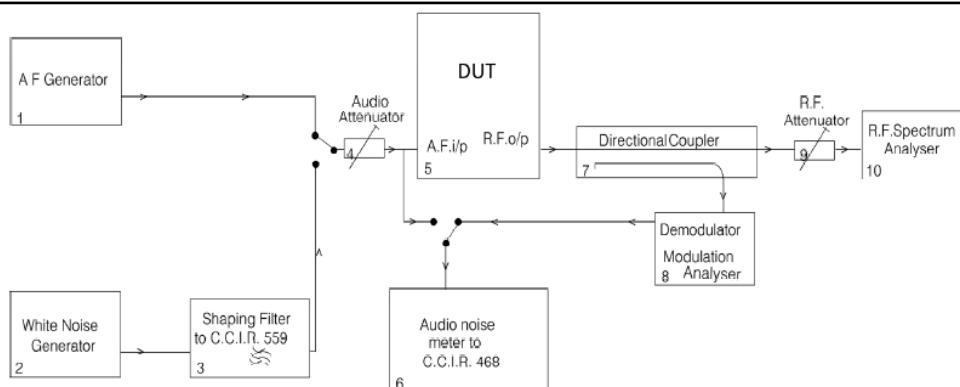 A F Generator
1
Audio
Attenuator
4
DUT
A.F.i/p
R.F.o/p
5
Directional Coupler
7
R.F.
Attenuator
9
R.F.Spectrum
Analyser
10
Demodulator
Modulation
Analyser
8
White Noise
Generator
2
Shaping Filter
to C.C.I.R. 559
3
Audio noise
meter to
C.C.I.R. 468
6